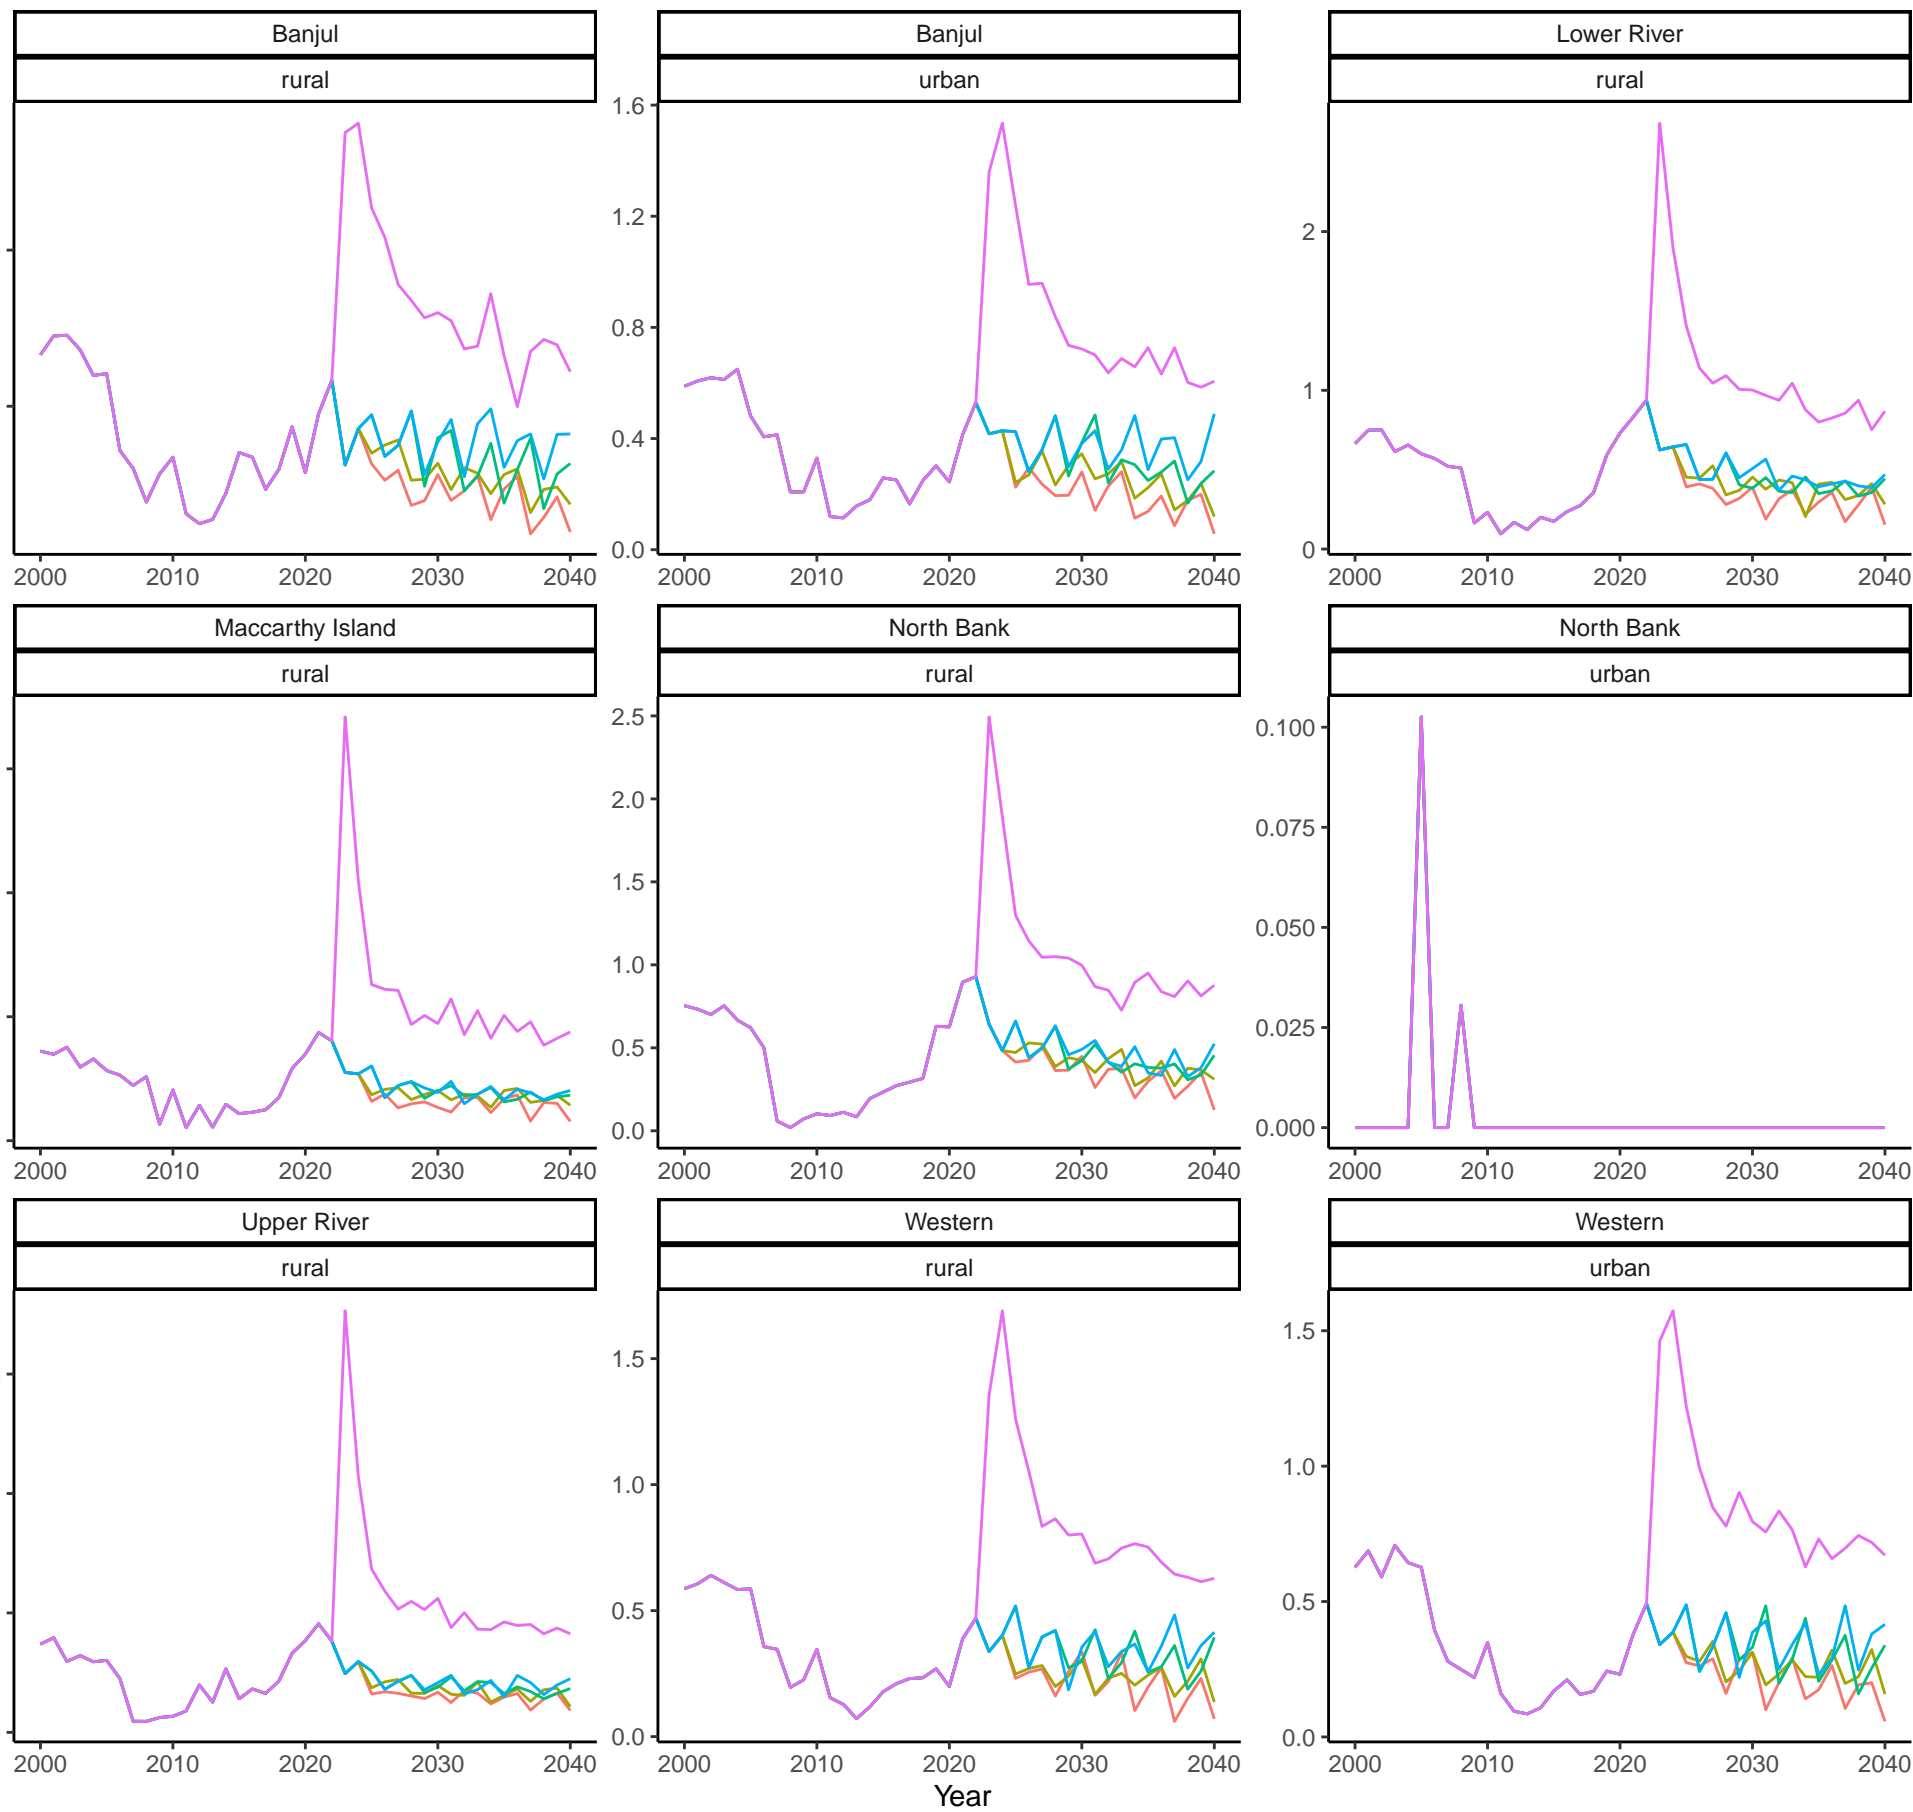 Banjul
rural
Banjul
urban
Lower River
rural
1.6
1.2
0.8
0.4
0.0
2
1
0
2000 2010 2020 2030 2040
2000 2010 2020 2030 2040
2000 2010 2020 2030 2040
Maccarthy Island
rural
North Bank
rural
North Bank
urban
2.5
2.0
1.5
1.0
0.5
0.0
0.100
0.075
0.050
0.025
0.000
2000 2010 2020 2030 2040
2000 2010 2020 2030 2040
2000 2010 2020 2030 2040
Upper River
rural
Western
rural
Western
urban
1.5
1.0
0.5
0.0
1.5
1.0
0.5
0.0
2000 2010 2020 2030 2040
2000 2010 2020 2030 2040
2000 2010 2020 2030 2040
Year